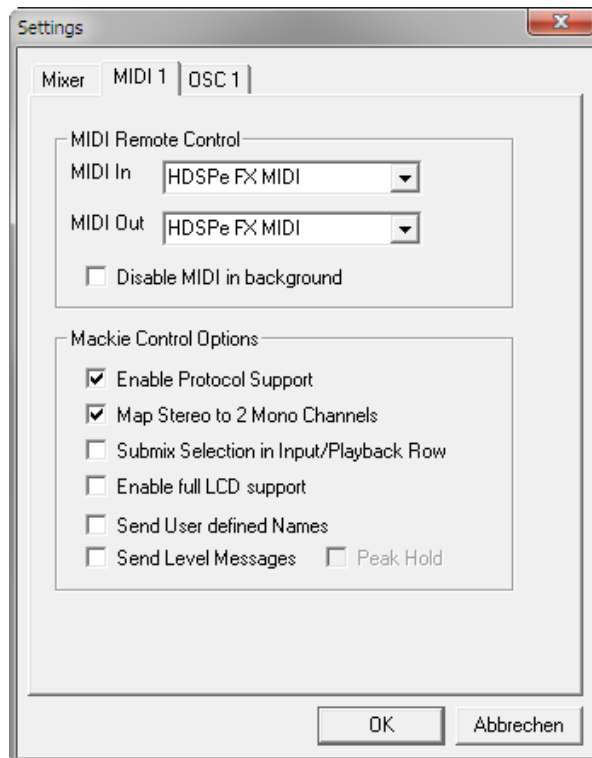 Settings
Mixer MIDI 1 OSC 1
MIDI Remote Control
MIDI In HDSPe FX MIDI
MIDI Out HDSPe FX MIDI
Disable MIDI in background
Mackie Control Options
Enable Protocol Support
Map Stereo to 2 Mono Channels
Submix Selection in Input/Playback Row
Enable full LCD support
Send User defined Names
Send Level Messages Peak Hold
OK Abbrechen